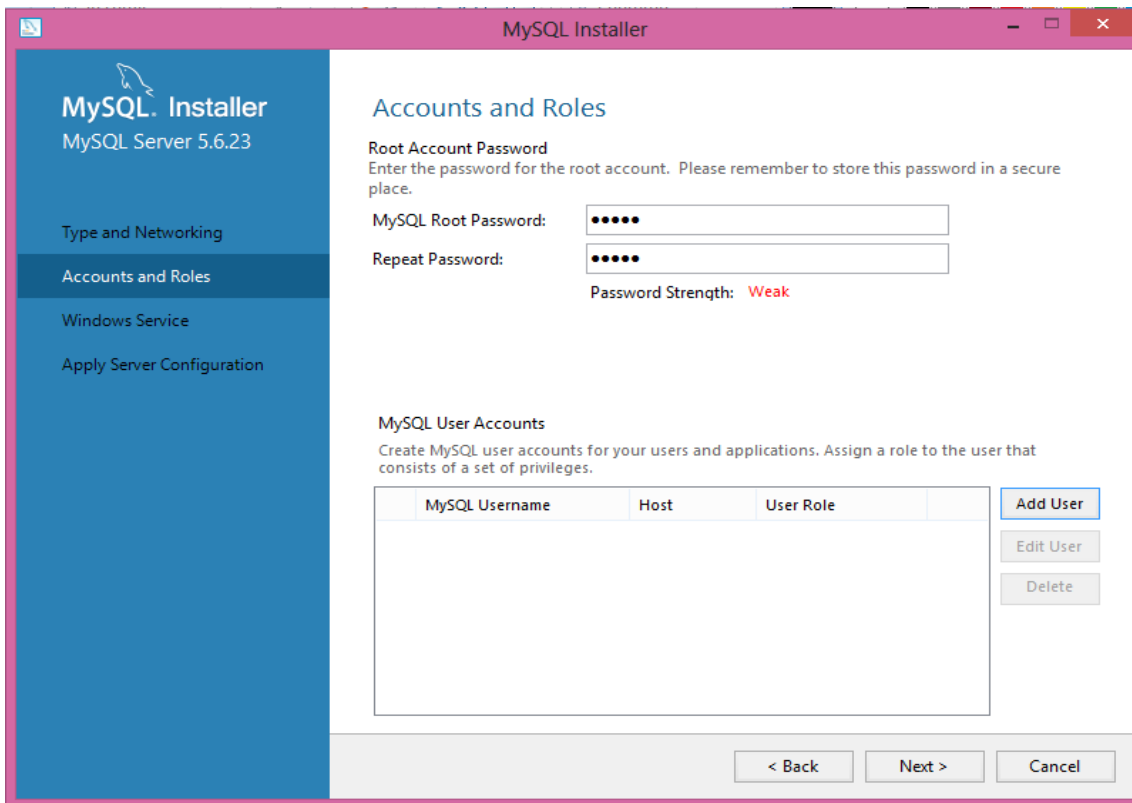 MySQL Installer
MySQL. Installer
MySQL Server 5.6.23
Type and Networking
Accounts and Roles
Windows Service
Apply Server Configuration
Accounts and Roles
Root Account Password
Enter the password for the root account.  Please remember to store this password in a secure
place.
MySQL Root Password: •••••
Repeat Password: •••••
Password Strength: Weak
MySQL User Accounts
Create MySQL user accounts for your users and applications. Assign a role to the user that
consists of a set of privileges.
MySQL Username Host User Role
Add User
Edit User
Delete
< Back Next > Cancel